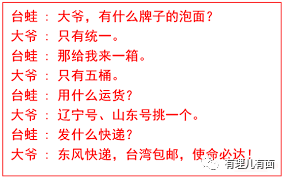 台蛙 ： 大爷，有什么牌子的泡面？
大爷 ： 只有统一。
台蛙 ： 那给我来一箱。
大爷 ： 只有五桶。
台蛙 ： 用什么运货？
大爷 ： 辽宁号、山东号挑一个。
台蛙 ： 发什么快递？
大爷 ： 东风快递，台湾包邮，使命必达！
有理儿有面